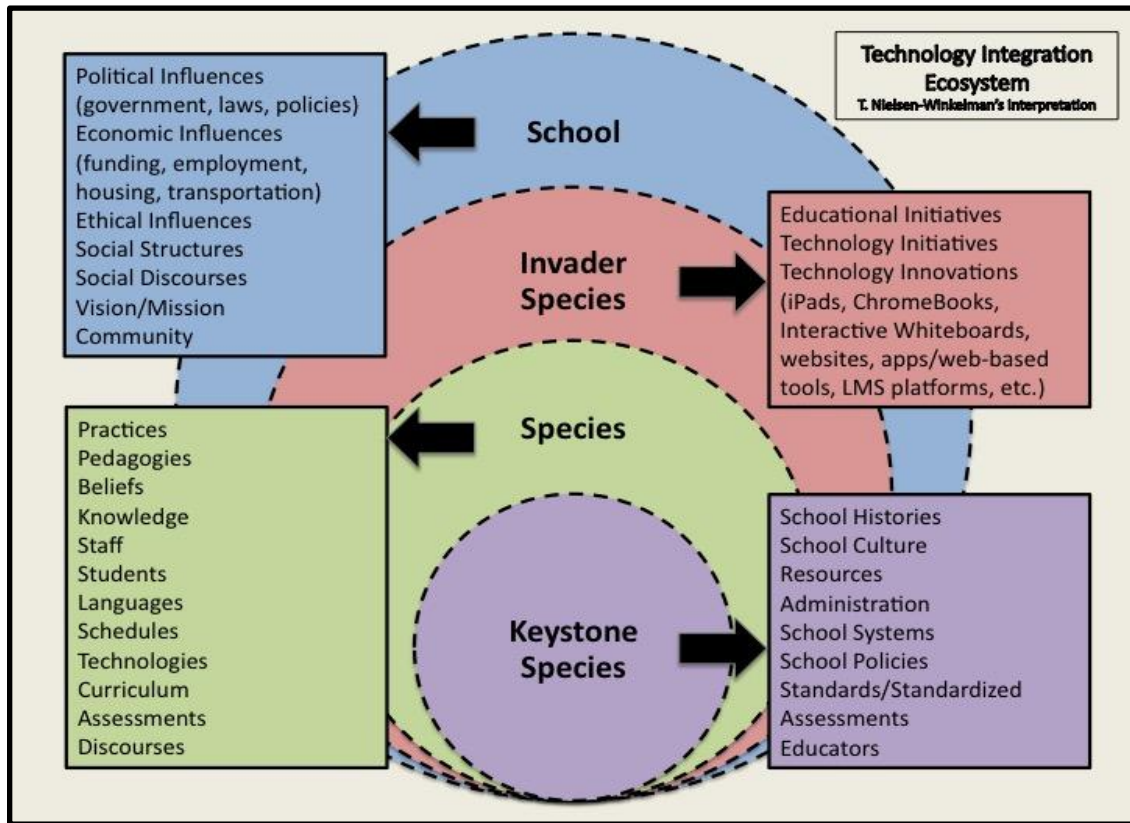 Technology Integration
Ecosystem
T. Nielsen-Winkelman's Interpretation
School
Political Influences
(government, laws, policies)
Economic Influences
(funding, employment,
housing, transportation)
Ethical Influences
Social Structures
Social Discourses
Vision/Mission
Community
Invader
Species
Educational Initiatives
Technology Initiatives
Technology Innovations
(iPads, ChromeBooks,
Interactive Whiteboards,
websites, apps/web-based
tools, LMS platforms, etc.)
Species
Practices
Pedagogies
Beliefs
Knowledge
Staff
Students
Languages
Schedules
Technologies
Curriculum
Assessments
Discourses
Keystone
Species
School Histories
School Culture
Resources
Administration
School Systems
School Policies
Standards/Standardized
Assessments
Educators